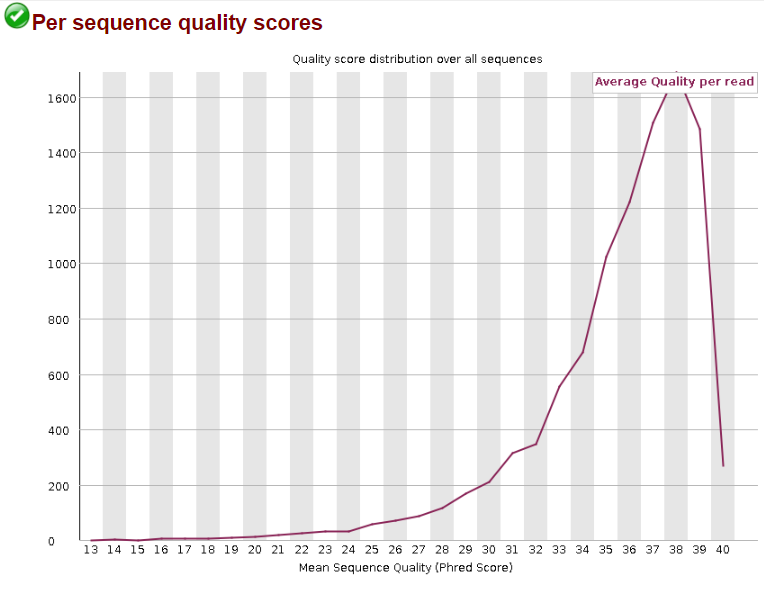 Per sequence quality scores
Quality score distribution over all sequences
Average Quality per read
1600
1400
1200
1000
800
600
400
200
0
13 14 15 16 17 18 19 20 21 22 23 24 25 26 27 28 29 30 31 32 33 34 35 36 37 38 39 40
Mean Sequence Quality (Phred Score)